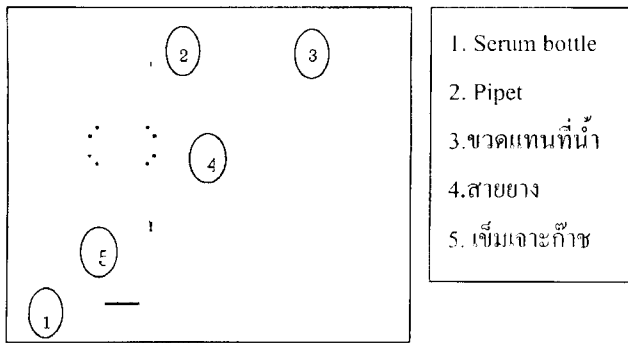 2
3
4
5
1
1. Serum bottle
2. Pipet
3.ขวดแทนที่น้ำ
4.สายยาง
5. เข็มเจาะก๊าซ